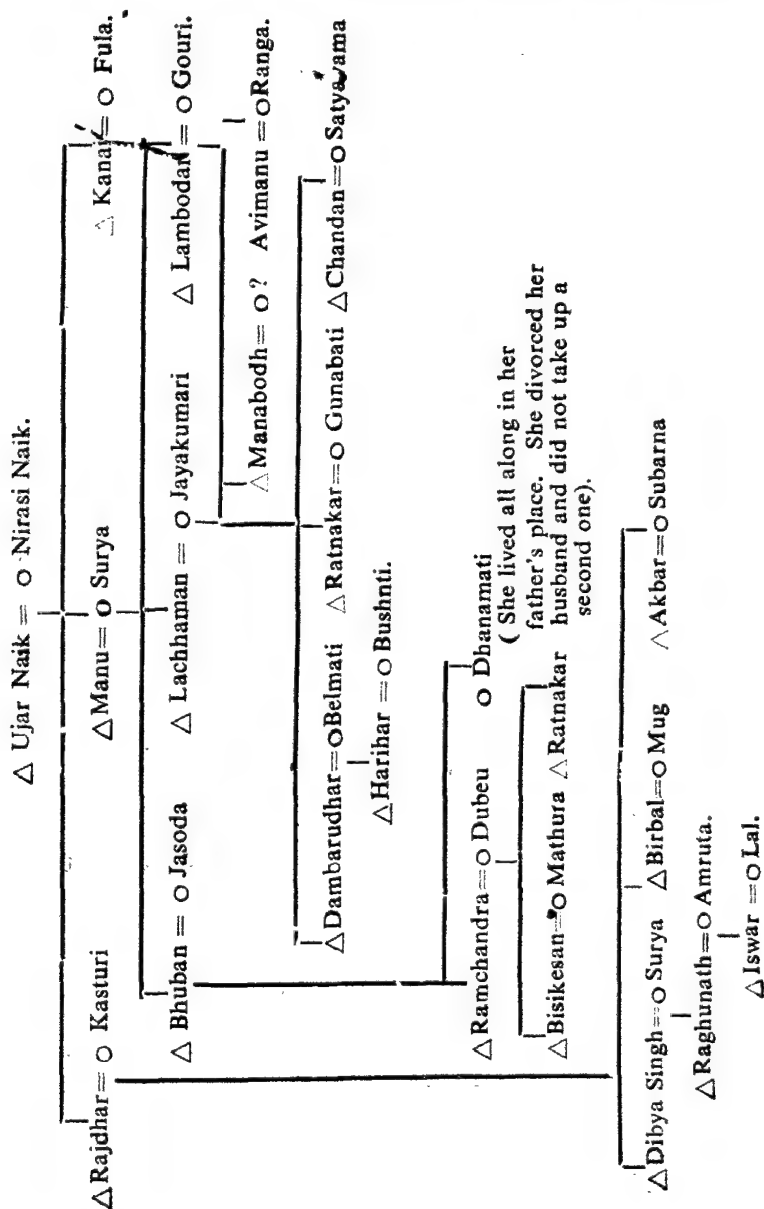 △ Ujar Naik = O Nirasi Naik.
△Rajdhar = O Kasturi △Manu = O Surya △ Kanai = O Fula.
△ Bhuban = O Jasoda △ Lachhaman = O Jayakumari △ Lambodar = O Gouri.
△Manabodh = O ? Avimanu = ORanga.
△Dambarudhar=OBelmati △Ratnakar=O Gunabati △Chandan=O Satyavama
△Harihar = O Bushnti.
△Ramchandra=O Dubeu O Dhanamati
( She lived all along in her
father's place. She divorced her
husband and did not take up a
second one).
△Bisikesan=O Mathura △Ratnakar
△Dibya Singh=O Surya △Birbal=O Mug △Akbar=O Subarna
△Raghunath=O Amruta.
△Iswar =O Lal.